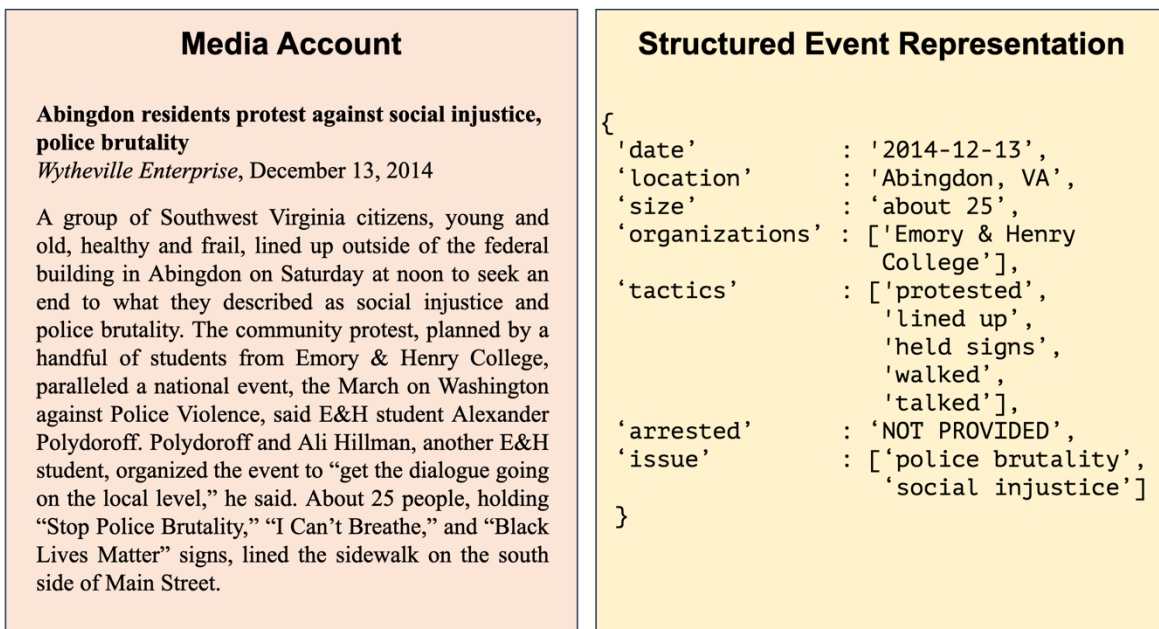 Media Account
Abingdon residents protest against social injustice,
police brutality
Wytheville Enterprise, December 13, 2014
A group of Southwest Virginia citizens, young and
old, healthy and frail, lined up outside of the federal
building in Abingdon on Saturday at noon to seek an
end to what they described as social injustice and
police brutality. The community protest, planned by a
handful of students from Emory & Henry College,
paralleled a national event, the March on Washington
against Police Violence, said E&H student Alexander
Polydoroff. Polydoroff and Ali Hillman, another E&H
student, organized the event to “get the dialogue going
on the local level,” he said. About 25 people, holding
“Stop Police Brutality,” “I Can’t Breathe,” and “Black
Lives Matter” signs, lined the sidewalk on the south
side of Main Street.
Structured Event Representation
{
'date’ : '2014-12-13’,
‘location’ : 'Abingdon, VA’,
‘size’ : ‘about 25’,
‘organizations’ : ['Emory & Henry
College’],
‘tactics’ : ['protested’,
'lined up’,
'held signs’,
'walked’,
'talked’],
‘arrested’ : ‘NOT PROVIDED’,
‘issue’ : [‘police brutality’,
‘social injustice’]
}